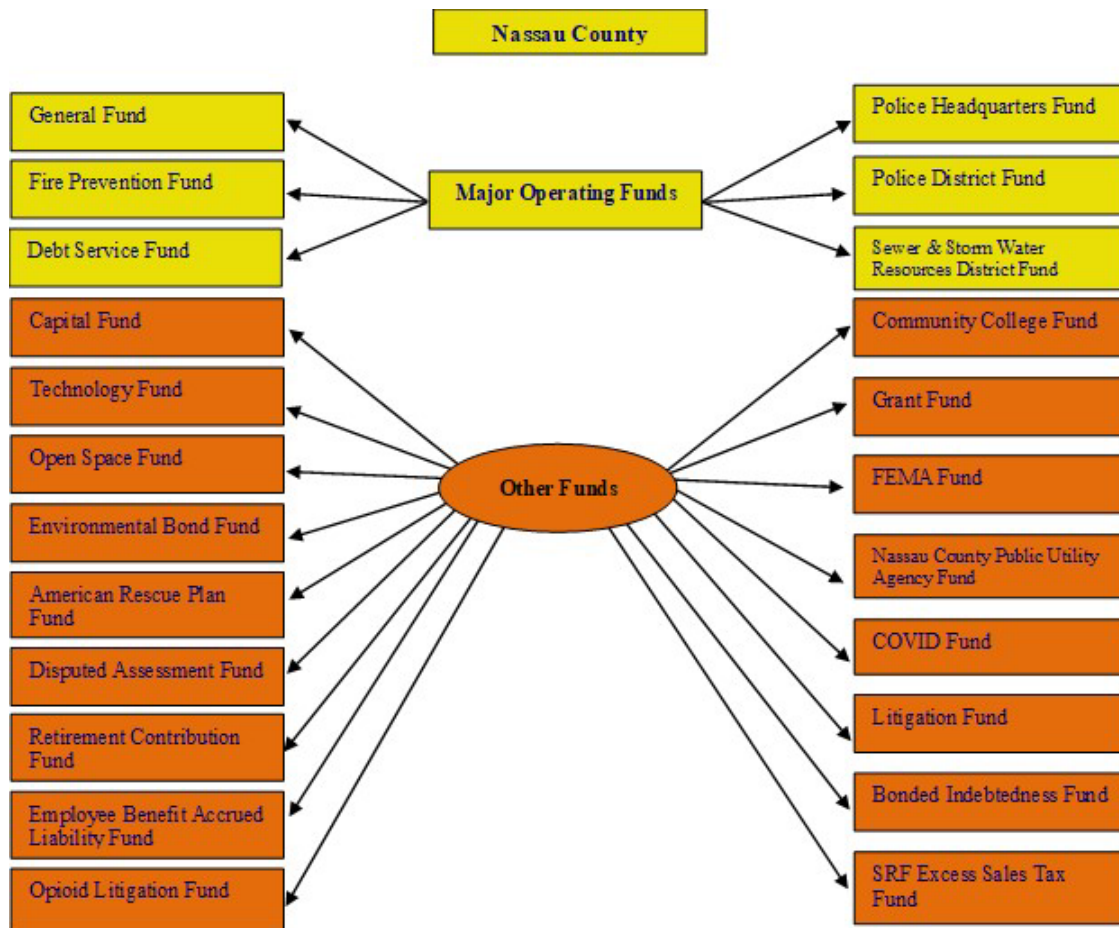 Nassau County
General Fund
Fire Prevention Fund
Debt Service Fund
Major Operating Funds
Police Headquarters Fund
Police District Fund
Sewer & Storm Water
Resources District Fund
Capital Fund
Technology Fund
Open Space Fund
Environmental Bond Fund
American Rescue Plan
Fund
Disputed Assessment Fund
Retirement Contribution
Fund
Employee Benefit Accrued
Liability Fund
Opioid Litigation Fund
Other Funds
Community College Fund
Grant Fund
FEMA Fund
Nassau County Public Utility
Agency Fund
COVID Fund
Litigation Fund
Bonded Indebtedness Fund
SRF Excess Sales Tax
Fund